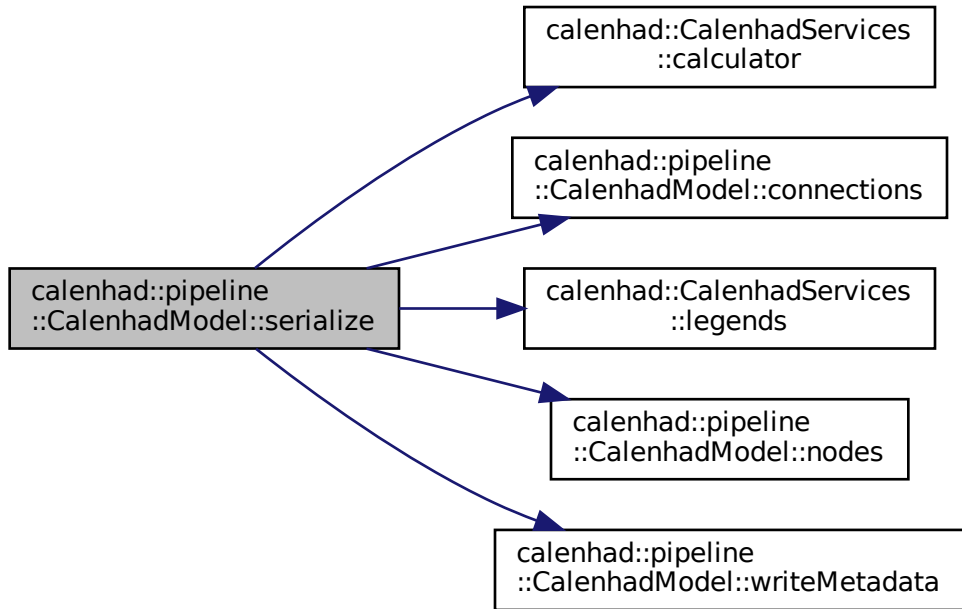 calenhad::CalenhadServices
::calculator
calenhad::pipeline
::CalenhadModel::connections
calenhad::pipeline
::CalenhadModel::serialize
calenhad::CalenhadServices
::legends
calenhad::pipeline
::CalenhadModel::nodes
calenhad::pipeline
::CalenhadModel::writeMetadata